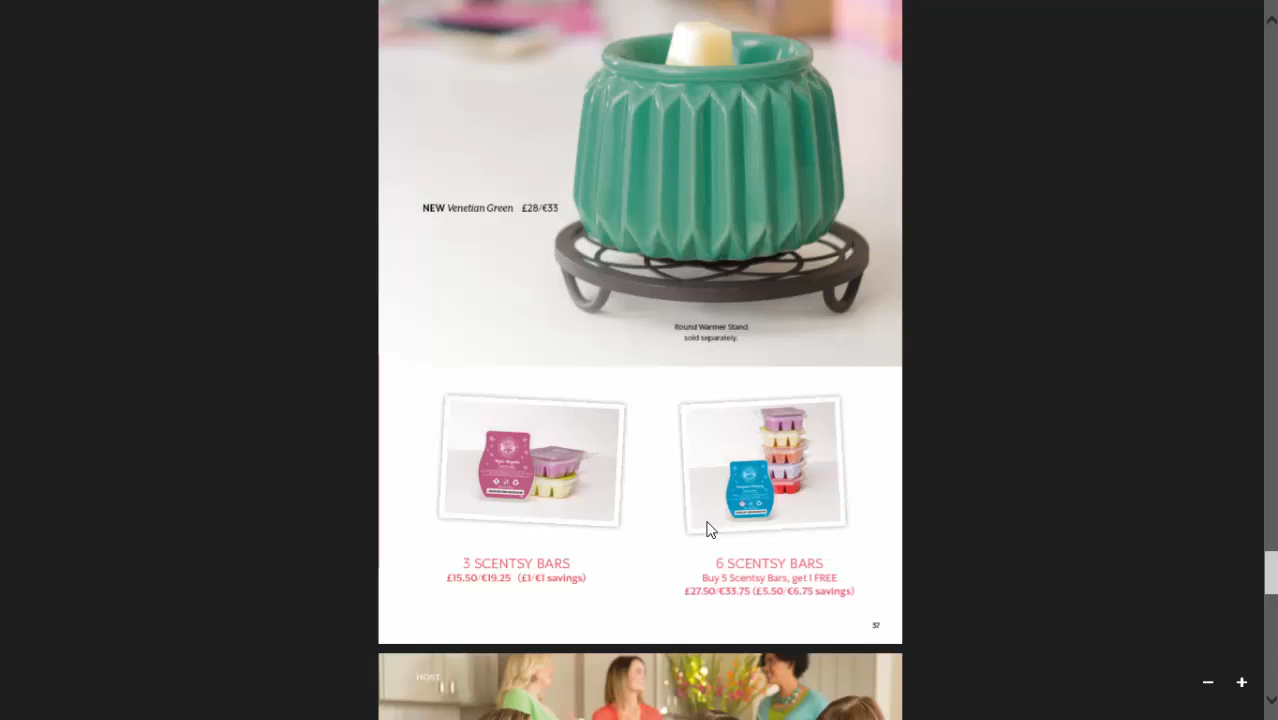 NEW Venetian Green £28/€33
Round Warmer Stand
sold separately.
3 SCENTSY BARS
£15.50/€19.25 (£1/€1 savings)
6 SCENTSY BARS
Buy 5 Scentsy Bars, get 1 FREE
£27.50/€33.75 (£5.50/€6.75 savings)
37
HOST